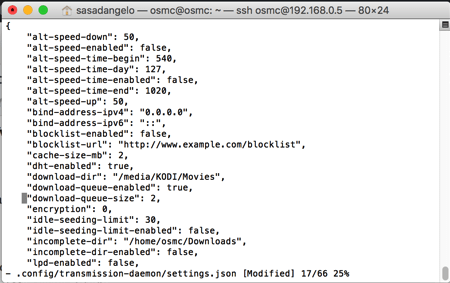 sasadangelo — osmc@osmc: ~ — ssh osmc@192.168.0.5 — 80×24
{
"alt-speed-down": 50,
"alt-speed-enabled": false,
"alt-speed-time-begin": 540,
"alt-speed-time-day": 127,
"alt-speed-time-enabled": false,
"alt-speed-time-end": 1020,
"alt-speed-up": 50,
"bind-address-ipv4": "0.0.0.0",
"bind-address-ipv6": "::",
"blocklist-enabled": false,
"blocklist-url": "http://www.example.com/blocklist",
"cache-size-mb": 2,
"dht-enabled": true,
"download-dir": "/media/KODI/Movies",
"download-queue-enabled": true,
"download-queue-size": 2,
"encryption": 0,
"idle-seeding-limit": 30,
"idle-seeding-limit-enabled": false,
"incomplete-dir": "/home/osmc/Downloads",
"incomplete-dir-enabled": false,
"lpd-enabled": false,
- .config/transmission-daemon/settings.json [Modified] 17/66 25%